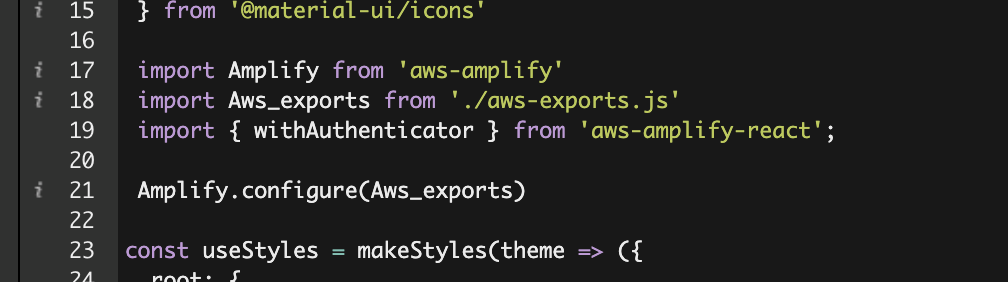 i 15 } from '@material-ui/icons'
16
i 17 import Amplify from 'aws-amplify'
i 18 import Aws_exports from './aws-exports.js'
19 import { withAuthenticator } from 'aws-amplify-react';
20
i 21 Amplify.configure(Aws_exports)
22
23 const useStyles = makeStyles(theme => ({
24 root: {